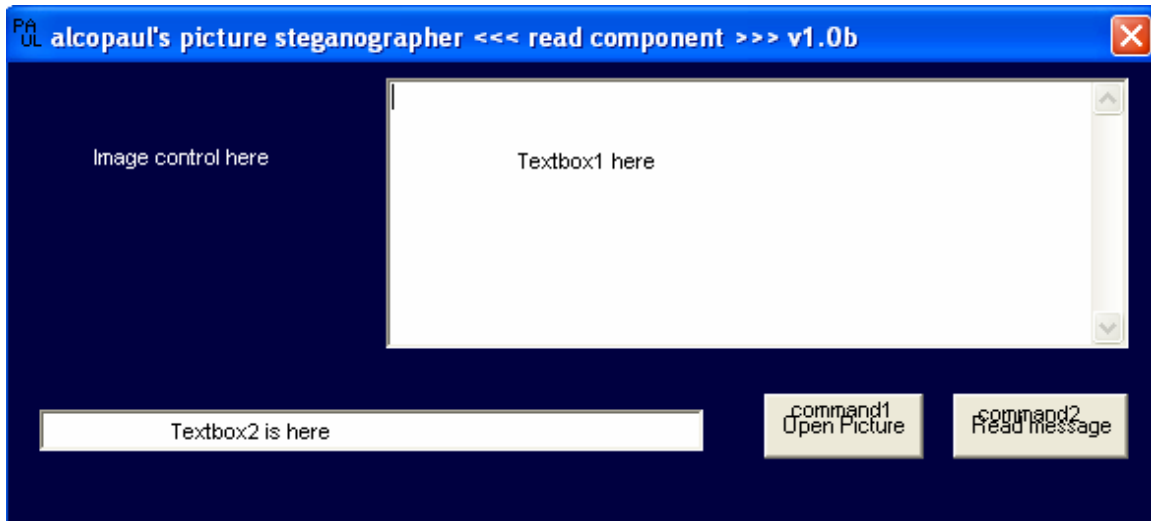 PA
UL
alcopaul's picture steganographer <<< read component >>> v1.0b
Image control here
Textbox1 here
Textbox2 is here
command1
Open Picture
command2
Read message